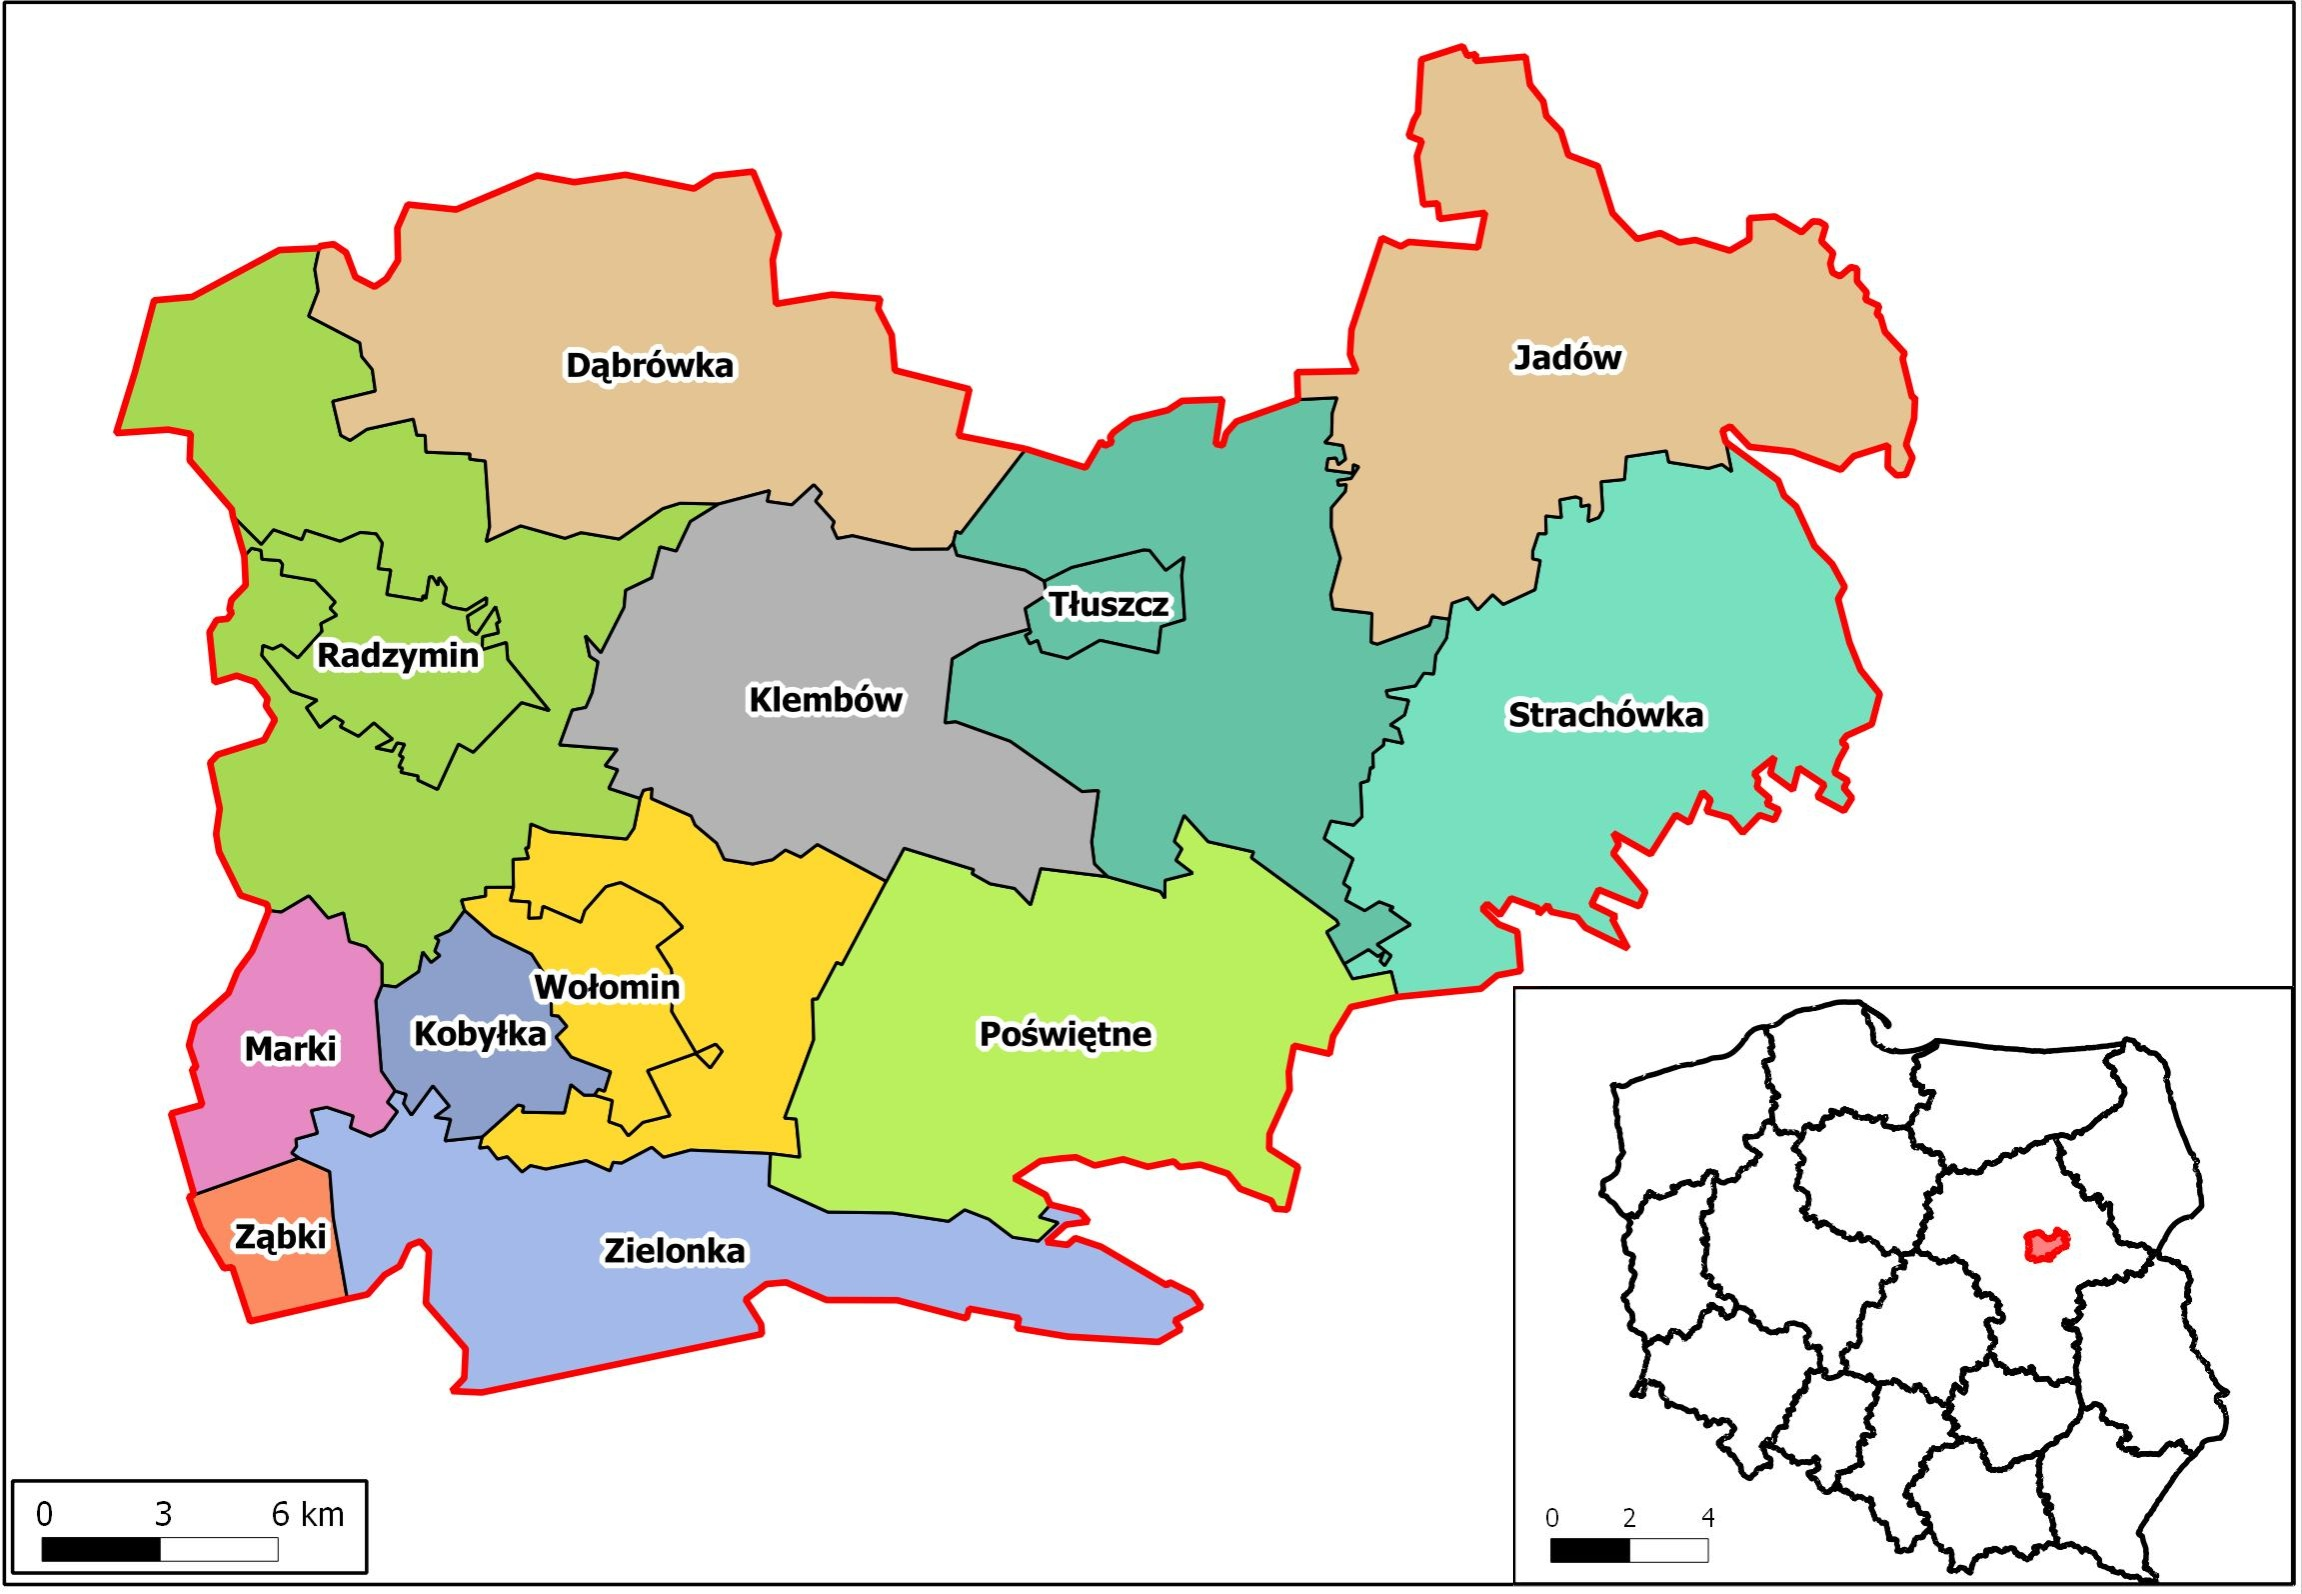 Dąbrówka
Jadów
Tłuszcz
Radzymin
Klembów
Strachówka
Wołomin
Kobyłka
Poświętne
Marki
Ząbki
Zielonka
0 3 6 km
0 2 4